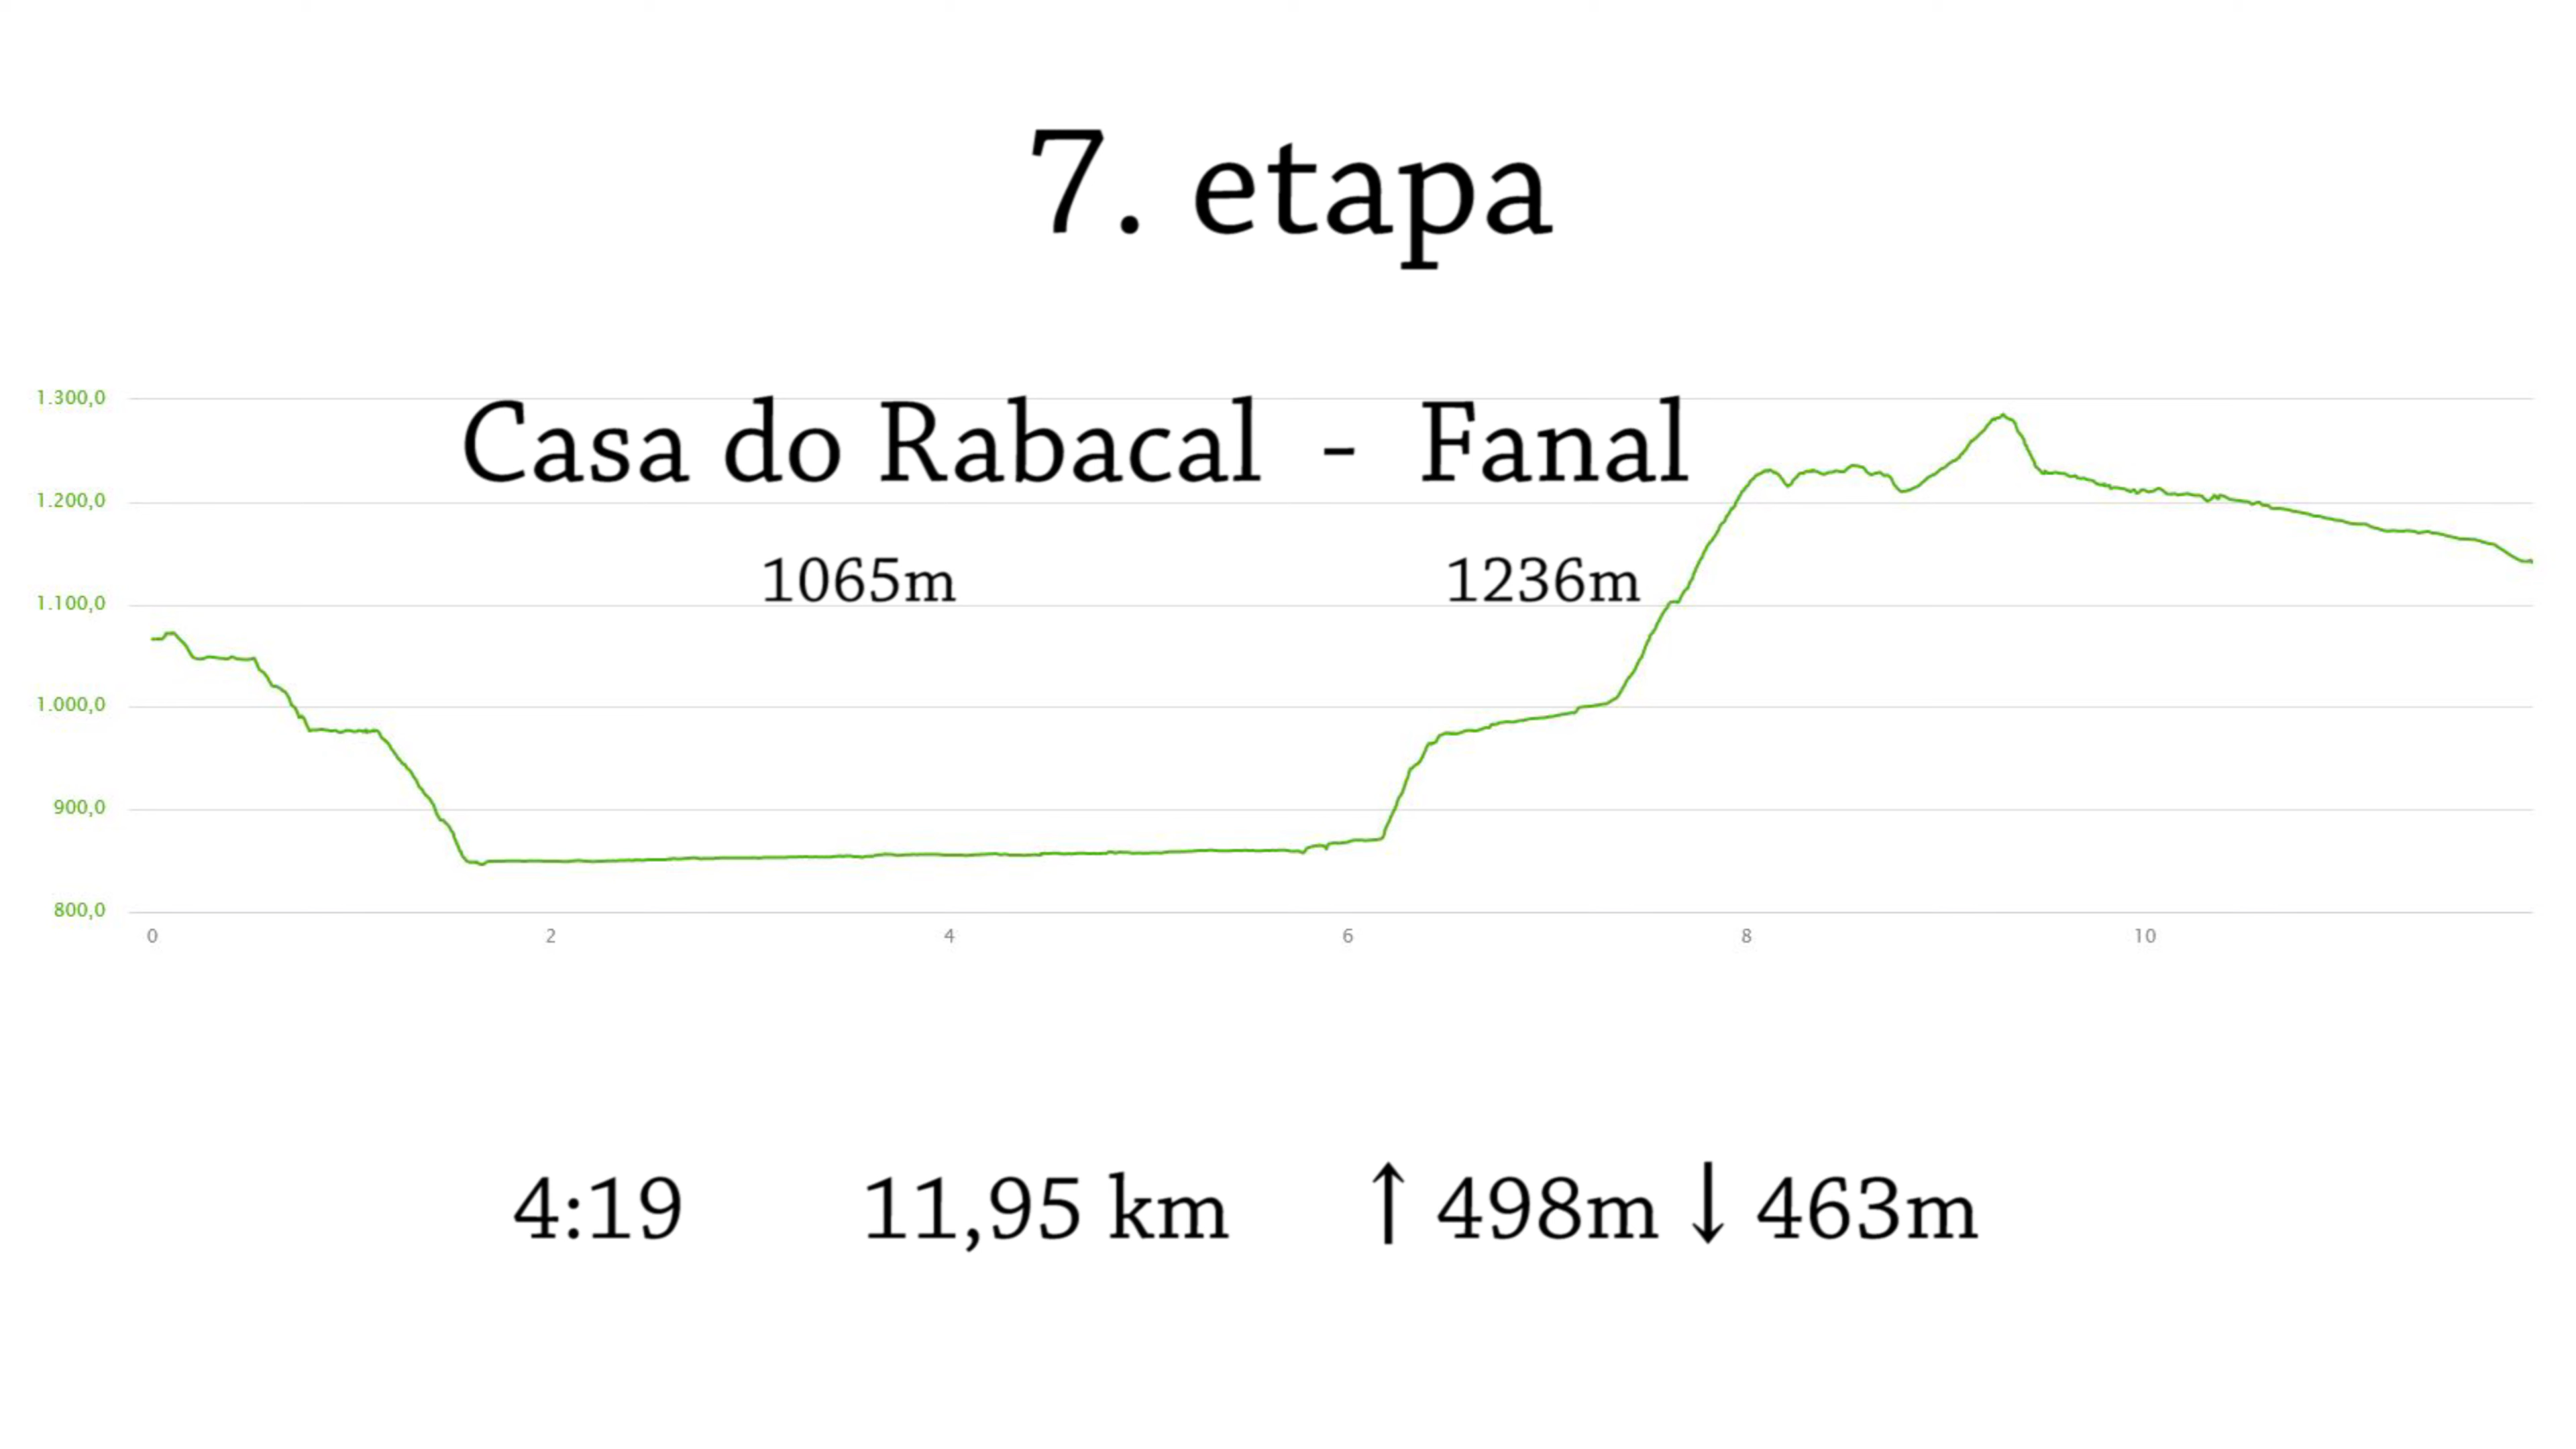 7. etapa
1.300,0
Casa do Rabacal - Fanal
1.200,0
1065m 1236m
1.100,0
1.000,0
900,0
800,0
0 2 4 6 8 10
4:19 11,95 km ↑ 498m ↓ 463m